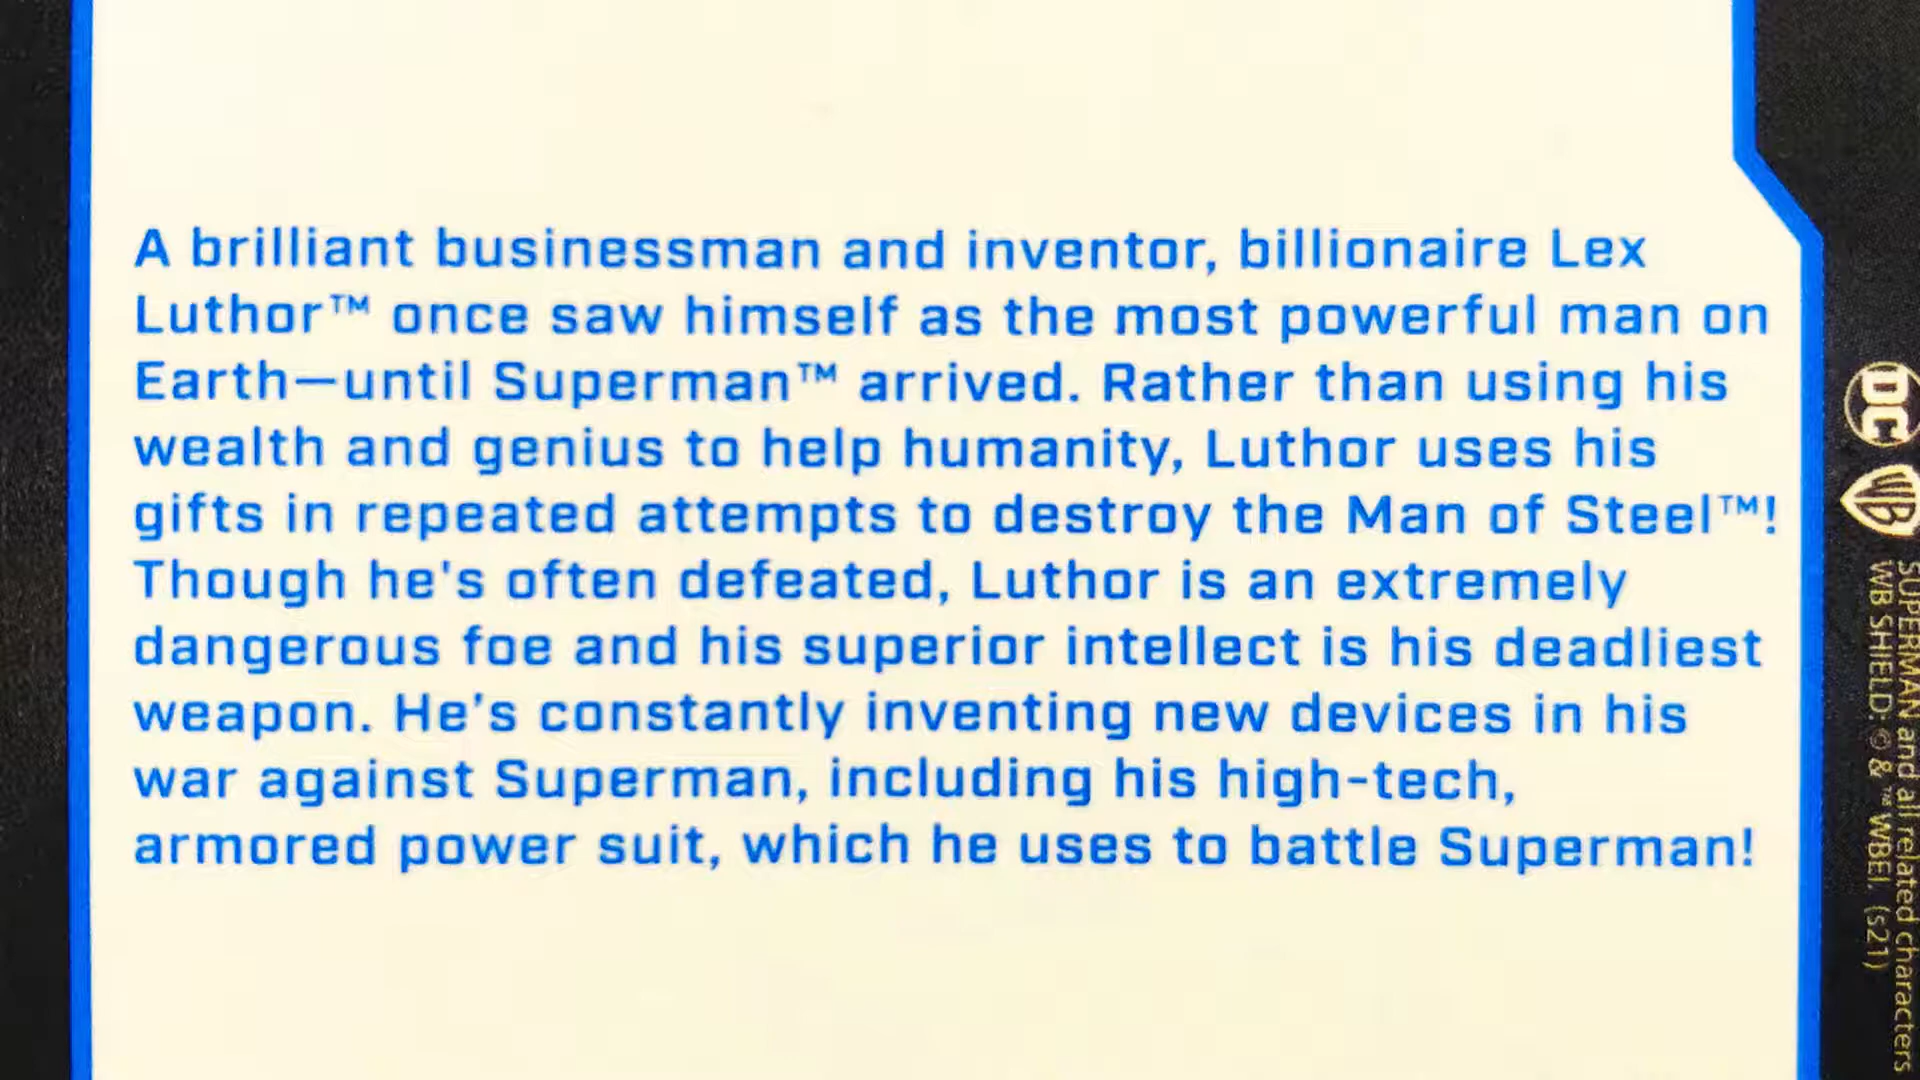 A brilliant businessman and inventor, billionaire Lex
Luthor™ once saw himself as the most powerful man on
Earth—until Superman™ arrived. Rather than using his
wealth and genius to help humanity, Luthor uses his
gifts in repeated attempts to destroy the Man of Steel™!
Though he's often defeated, Luthor is an extremely
dangerous foe and his superior intellect is his deadliest
weapon. He's constantly inventing new devices in his
war against Superman, including his high-tech,
armored power suit, which he uses to battle Superman!
DC
WB
SUPERMAN and all related characters
WB SHIELD: © & ™ WBEI. (s21)